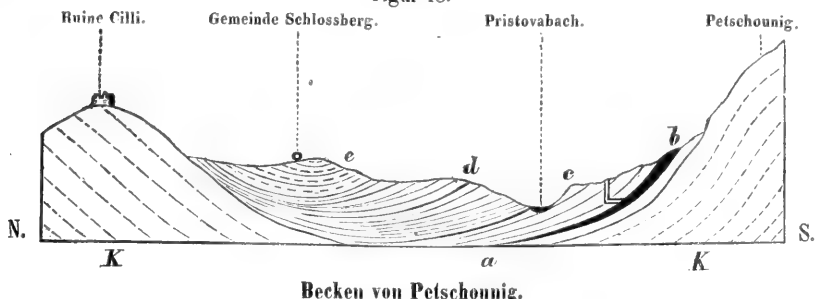 Ruine Cilli. Gemeinde Schlossberg. Pristovabach. Petschounig.
e d c b
N. S.
K a K
Becken von Petschounig.